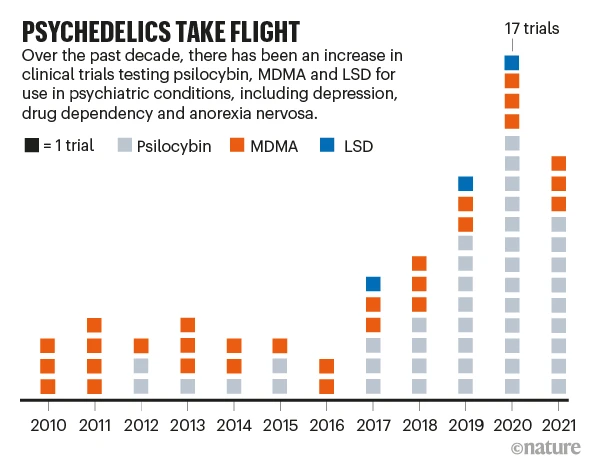 PSYCHEDELICS TAKE FLIGHT
Over the past decade, there has been an increase in
clinical trials testing psilocybin, MDMA and LSD for
use in psychiatric conditions, including depression,
drug dependency and anorexia nervosa.
= 1 trial Psilocybin MDMA LSD
17 trials
2010 2011 2012 2013 2014 2015 2016 2017 2018 2019 2020 2021
©nature